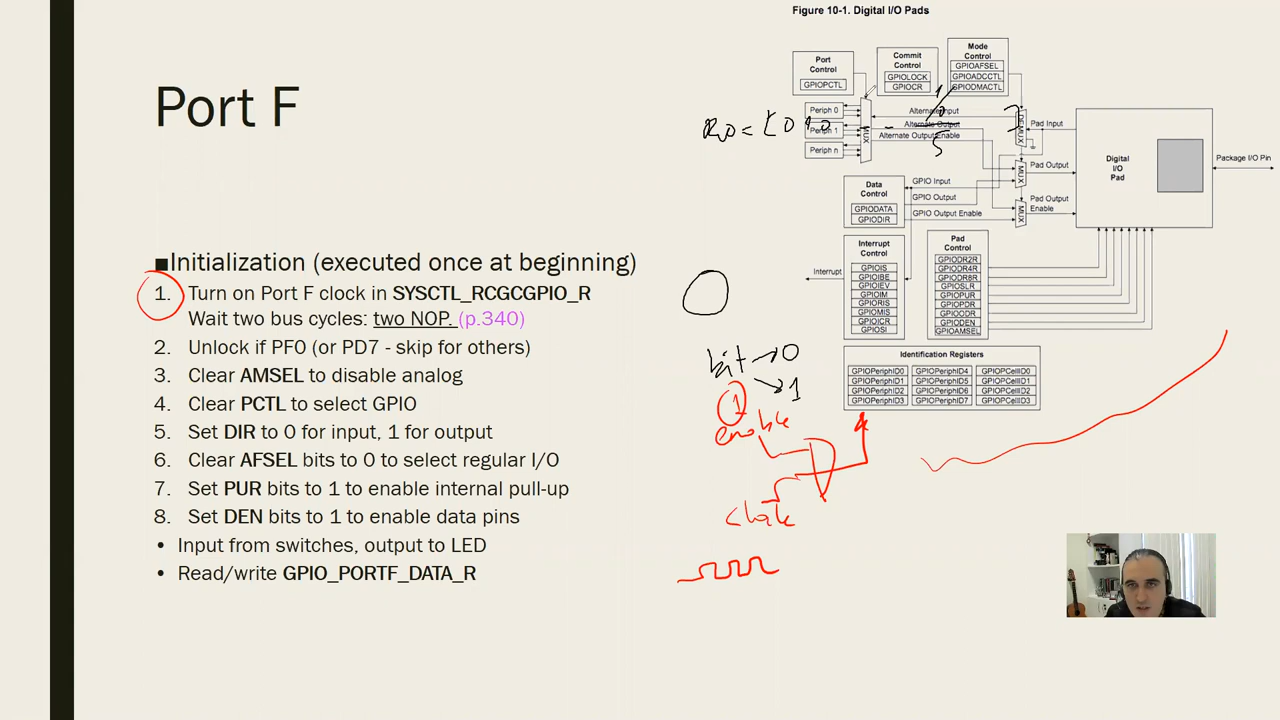 Figure 10-1. Digital I/O Pads
Port F
■Initialization (executed once at beginning)
1. Turn on Port F clock in SYSCTL_RCGCGPIO_R
Wait two bus cycles: two NOP. (p.340)
2. Unlock if PF0 (or PD7 - skip for others)
3. Clear AMSEL to disable analog
4. Clear PCTL to select GPIO
5. Set DIR to 0 for input, 1 for output
6. Clear AFSEL bits to 0 to select regular I/O
7. Set PUR bits to 1 to enable internal pull-up
8. Set DEN bits to 1 to enable data pins
• Input from switches, output to LED
• Read/write GPIO_PORTF_DATA_R
Port
Control
GPIOPCTL
Commit
Control
GPIOLOCK
GPIOCR
Mode
Control
GPIOAFSEL
GPIOADCCTL
GPIODMACTL
Periph 0
Periph 1
Periph n
MUX
Alternate Input
Alternate Output
Alternate Output Enable
DEMUX
MUX
MUX
Pad Input
Pad Output
Pad Output
Enable
Digital
I/O
Pad
Package I/O Pin
Data
Control
GPIODATA
GPIODIR
GPIO Input
GPIO Output
GPIO Output Enable
Interrupt
Interrupt
Control
GPIOIS
GPIOIBE
GPIOIEV
GPIOIM
GPIORIS
GPIOMIS
GPIOICR
GPIOSI
Pad
Control
GPIODR2R
GPIODR4R
GPIODR8R
GPIOSLR
GPIOPUR
GPIOPDR
GPIOODR
GPIODEN
GPIOAMSEL
Identification Registers
GPIOPeriphID0 GPIOPeriphID4 GPIOPCellID0
GPIOPeriphID1 GPIOPeriphID5 GPIOPCellID1
GPIOPeriphID2 GPIOPeriphID6 GPIOPCellID2
GPIOPeriphID3 GPIOPeriphID7 GPIOPCellID3
bit → 0
→ 1
1
enable